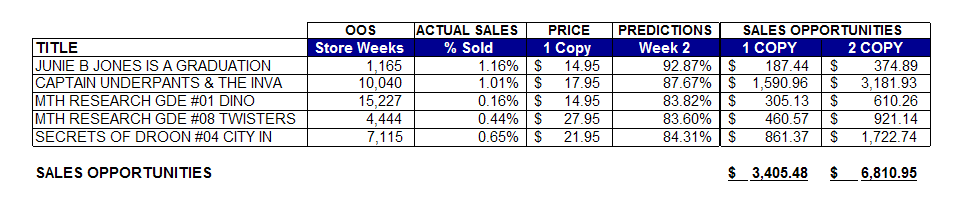 OOS ACTUAL SALES PRICE PREDICTIONS SALES OPPORTUNITIES
TITLE Store Weeks % Sold 1 Copy Week 2 1 COPY 2 COPY
JUNIE B JONES IS A GRADUATION 1,165 1.16% $ 14.95 92.87% $ 187.44 $ 374.89
CAPTAIN UNDERPANTS & THE INVA 10,040 1.01% $ 17.95 87.67% $ 1,590.96 $ 3,181.93
MTH RESEARCH GDE #01 DINO 15,227 0.16% $ 14.95 83.82% $ 305.13 $ 610.26
MTH RESEARCH GDE #08 TWISTERS 4,444 0.44% $ 27.95 83.60% $ 460.57 $ 921.14
SECRETS OF DROON #04 CITY IN 7,115 0.65% $ 21.95 84.31% $ 861.37 $ 1,722.74
SALES OPPORTUNITIES $ 3,405.48 $ 6,810.95